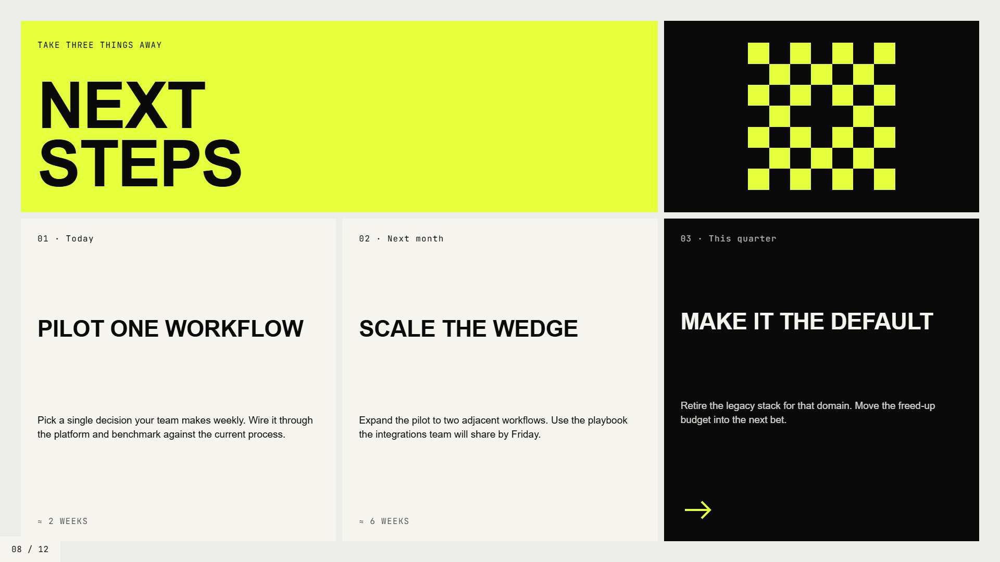 TAKE THREE THINGS AWAY
NEXT
STEPS
01 · Today
PILOT ONE WORKFLOW
Pick a single decision your team makes weekly. Wire it through
the platform and benchmark against the current process.
≈ 2 WEEKS
02 · Next month
SCALE THE WEDGE
Expand the pilot to two adjacent workflows. Use the playbook
the integrations team will share by Friday.
≈ 6 WEEKS
03 · This quarter
MAKE IT THE DEFAULT
Retire the legacy stack for that domain. Move the freed-up
budget into the next bet.
08 / 12